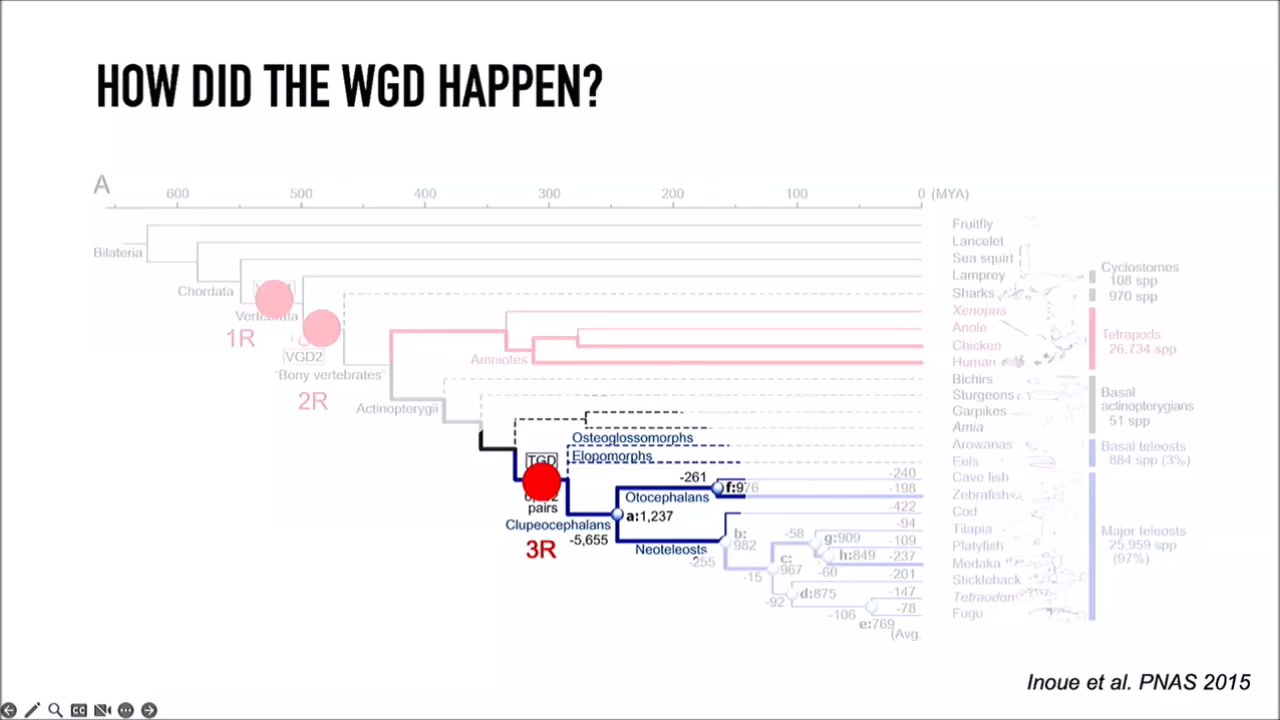 HOW DID THE WGD HAPPEN?
A
600 500 400 300 200 100 0 (MYA)
Bilateria
Chordata
Vertebrata
1R
VGD2
2R
"Bony vertebrates"
Actinopterygii
Amniotes
Osteoglossomorphs
Elopomorphs
TGD
pairs
3R
Clupeocephalans
-5,655
a:1,237
Otocephalans
-261
f:976
Neoteleosts
-255
b:
982
-15
c:
967
-58
g:909
h:849
-60
-92
d:875
-106
e:769
-240
-198
-422
-94
-109
-237
-201
-147
-78
(Avg.
Fruitfly
Lancelet
Sea squirt
Lamprey
Sharks
Xenopus
Anole
Chicken
Human
Bichirs
Sturgeons
Garpikes
Amia
Arowanas
Eels
Cave fish
Zebrafish
Cod
Tilapia
Platyfish
Medaka
Stickleback
Tetraodon
Fugu
Cyclostomes
108 spp
970 spp
Tetrapods
26,734 spp
Basal
actinopterygians
51 spp
Basal teleosts
884 spp (3%)
Major teleosts
25,959 spp
(97%)
Inoue et al. PNAS 2015
CC